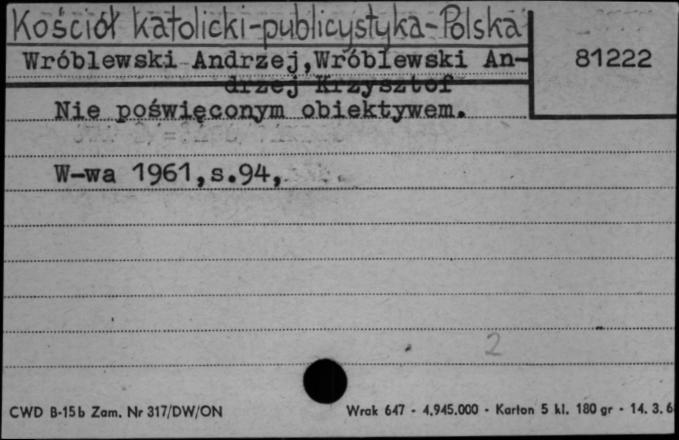 Kościół katolicki-publicystyka-Polska
81222
Wróblewski Andrzej,Wróblewski An-
drzej Krzysztof
Nie poświęconym obiektywem.
W-wa 1961,s.94,
2
CWD B-15b Zam. Nr 317/DW/ON
Wrak 647 - 4.945.000 - Karton 5 kl. 180 gr - 14. 3. 6